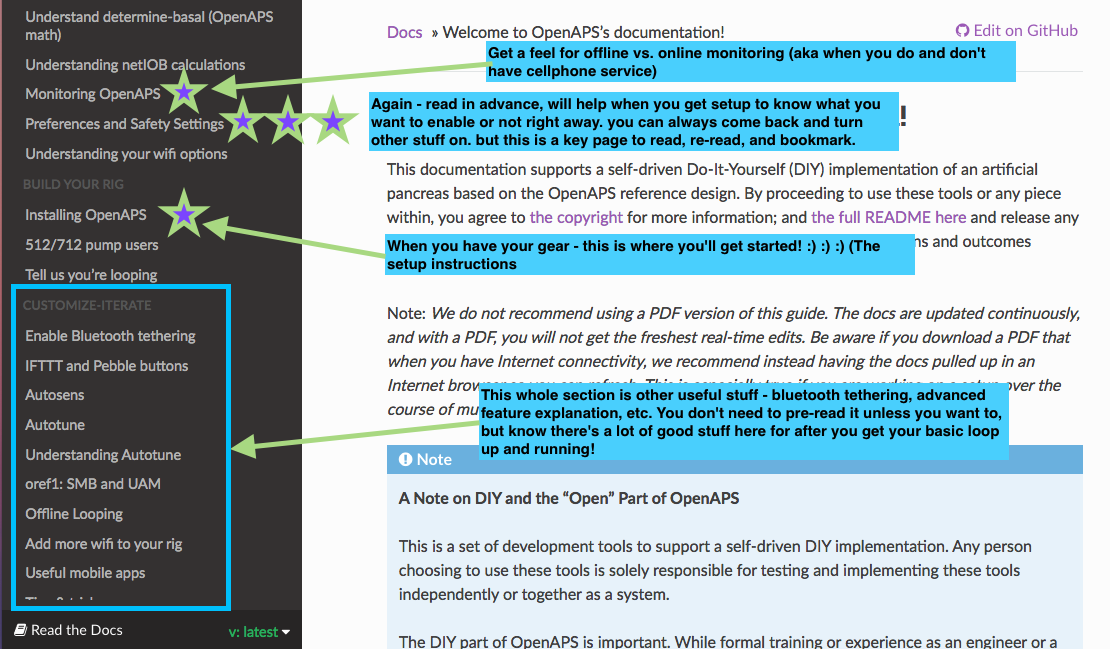 Understand determine-basal (OpenAPS
math)
Understanding netIOB calculations
Monitoring OpenAPS
Preferences and Safety Settings
Understanding your wifi options
BUILD YOUR RIG
Installing OpenAPS
512/712 pump users
Tell us you're looping
CUSTOMIZE-ITERATE
Enable Bluetooth tethering
IFTTT and Pebble buttons
Autosens
Autotune
Understanding Autotune
oref1: SMB and UAM
Offline Looping
Add more wifi to your rig
Useful mobile apps
Read the Docs
v: latest
Docs » Welcome to OpenAPS's documentation!
Edit on GitHub
Get a feel for offline vs. online monitoring (aka when you do and don't
have cellphone service)
Again - read in advance, will help when you get setup to know what you
want to enable or not right away. you can always come back and turn
other stuff on. but this is a key page to read, re-read, and bookmark.
!
This documentation supports a self-driven Do-It-Yourself (DIY) implementation of an artificial
pancreas based on the OpenAPS reference design. By proceeding to use these tools or any piece
within, you agree to the copyright for more information; and the full README here and release any
and outcomes
When you have your gear - this is where you'll get started! :) :) :) (The
setup instructions
Note: We do not recommend using a PDF version of this guide. The docs are updated continuously,
and with a PDF, you will not get the freshest real-time edits. Be aware if you download a PDF that
when you have Internet connectivity, we recommend instead having the docs pulled up in an
Internet browser so you can refresh. This is especially true if you are working on a setup over the
course of
This whole section is other useful stuff - bluetooth tethering, advanced
feature explanation, etc. You don't need to pre-read it unless you want to,
but know there's a lot of good stuff here for after you get your basic loop
up and running!
Note
A Note on DIY and the “Open” Part of OpenAPS
This is a set of development tools to support a self-driven DIY implementation. Any person
choosing to use these tools is solely responsible for testing and implementing these tools
independently or together as a system.
The DIY part of OpenAPS is important. While formal training or experience as an engineer or a